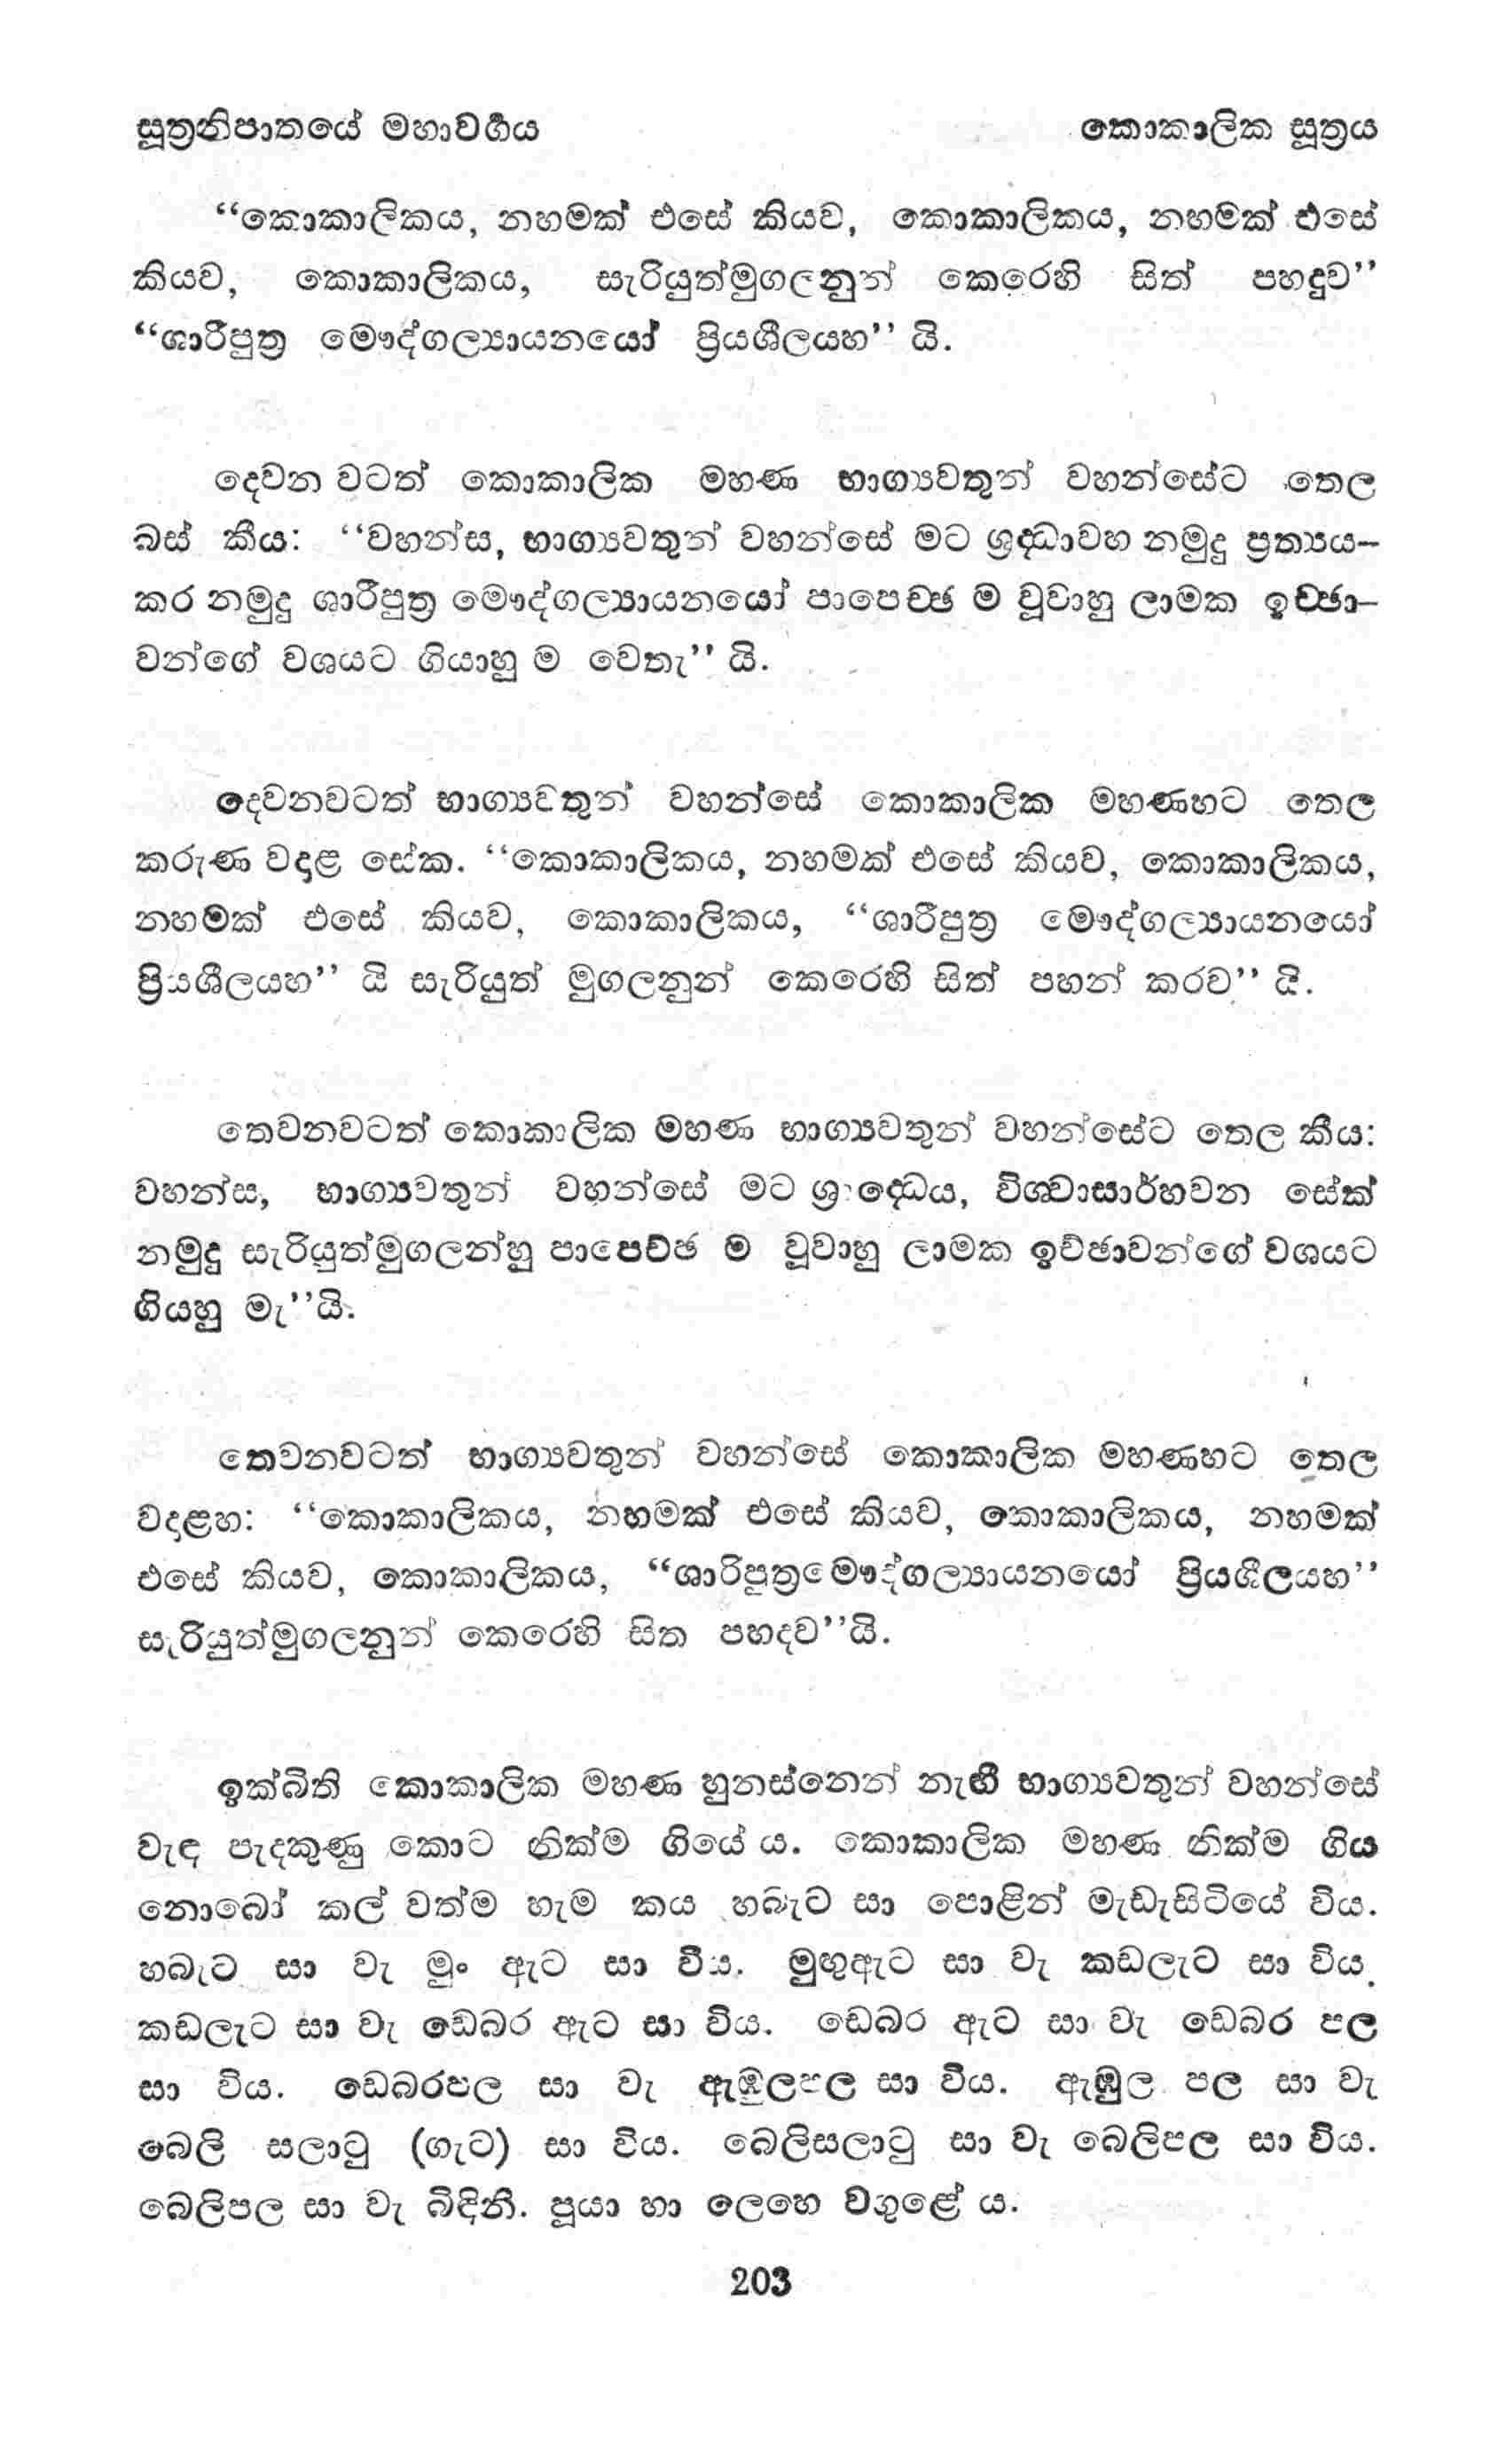 සූත්‍රනිපාතයේ මහාවර්‍ගය
කොකාලික සූත්‍රය
“කොකාලිකය, නහමක් එසේ කියව, කොකාලිකය, නහමක් එසේ
කියව, කොකාලිකය, සැරියුත්මුගලනුන් කෙරෙහි සිත් පහදුව”
“ශාරීපුත්‍ර මෞද්ගල්‍යායනයෝ ප්‍රියශීලයහ” යි.
දෙවන වටත් කොකාලික මහණ භාග්‍යවතුන් වහන්සේට තෙල
බස් කීය: “වහන්ස, භාග්‍යවතුන් වහන්සේ මට ශ්‍රද්‍ධාවහ නමුදු ප්‍රත්‍යය-
කර නමුදු ශාරීපුත්‍ර මෞද්ගල්‍යායනයෝ පාපෙච්ඡ ම වූවාහු ලාමක ඉච්ඡා-
වන්ගේ වශයට ගියාහු ම වෙතැ” යි.
දෙවනවටත් භාග්‍යවතුන් වහන්සේ කොකාලික මහණහට තෙල
කරුණ වදාළ සේක. “කොකාලිකය, නහමක් එසේ කියව, කොකාලිකය,
නහමක් එසේ කියව, කොකාලිකය, “ශාරීපුත්‍ර මෞද්ගල්‍යායනයෝ
ප්‍රියශීලයහ” යි සැරියුත් මුගලනුන් කෙරෙහි සිත් පහන් කරව” යි.
තෙවනවටත් කොකාලික මහණ භාග්‍යවතුන් වහන්සේට තෙල කීය:
වහන්ස, භාග්‍යවතුන් වහන්සේ මට ශ්‍රාද්ධෙය, විශ්වාසාර්හවන සේක්
නමුදු සැරියුත්මුගලන්හු පාපෙච්ඡ ම වූවාහු ලාමක ඉච්ඡාවන්ගේ වශයට
ගියහු මැ”යි.
තෙවනවටත් භාග්‍යවතුන් වහන්සේ කොකාලික මහණහට තෙල
වදාළහ: “කොකාලිකය, නහමක් එසේ කියව, කොකාලිකය, නහමක්
එසේ කියව, කොකාලිකය, “ශාරිපුත්‍රමෞද්ගල්‍යායනයෝ ප්‍රියශීලයහ”
සැරියුත්මුගලනුන් කෙරෙහි සිත පහදව”යි.
ඉක්බිති කොකාලික මහණ හුනස්නෙන් නැඟී භාග්‍යවතුන් වහන්සේ
වැඳ පැදකුණු කොට නික්ම ගියේ ය. කොකාලික මහණ නික්ම ගිය
නොබෝ කල් වත්ම හැම කය හබැට සා පොළින් මැඩැසිටියේ විය.
හබැට සා වැ මුං ඇට සා විය. මුඟුඇට සා වැ කඩලැට සා විය.
කඩලැට සා වැ ඩෙබර ඇට සා විය. ඩෙබර ඇට සා වැ ඩෙබර පල
සා විය. ඩෙබරපල සා වැ ඇඹුලපල සා විය. ඇඹුල පල සා වැ
බෙලි සලාටු (ගැට) සා විය. බෙලිසලාටු සා වැ බෙලිපල සා විය.
බෙලිපල සා වැ බිඳිනි. පූයා හා ලෙහෙ වගුළේ ය.
203